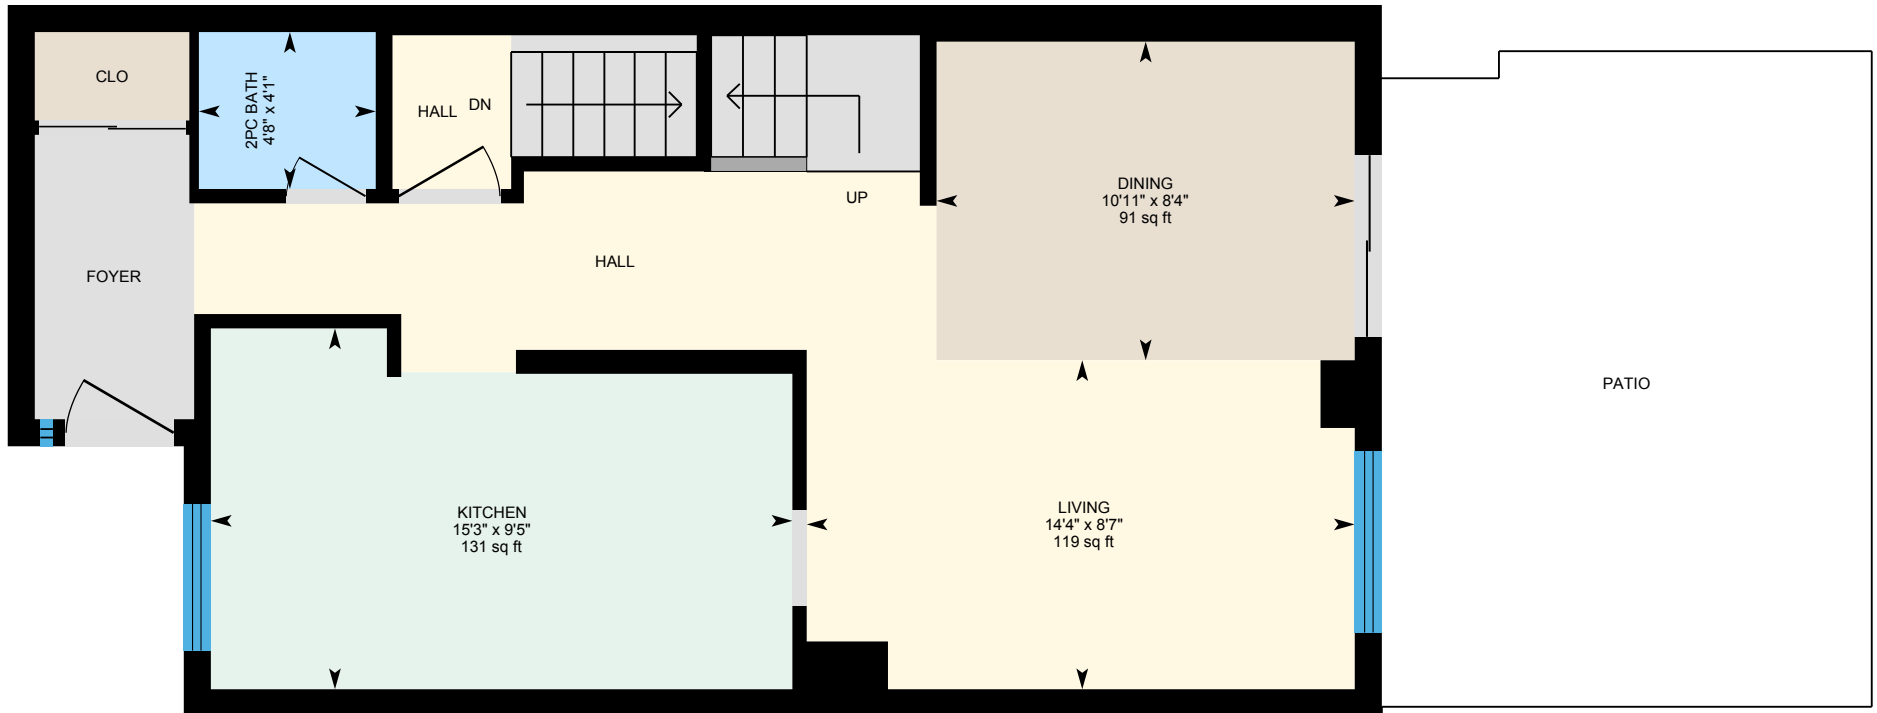 CLO
2PC BATH
4'8" x 4'1"
HALL
DN
UP
DINING
10'11" x 8'4"
91 sq ft
HALL
FOYER
PATIO
KITCHEN
15'3" x 9'5"
131 sq ft
LIVING
14'4" x 8'7"
119 sq ft